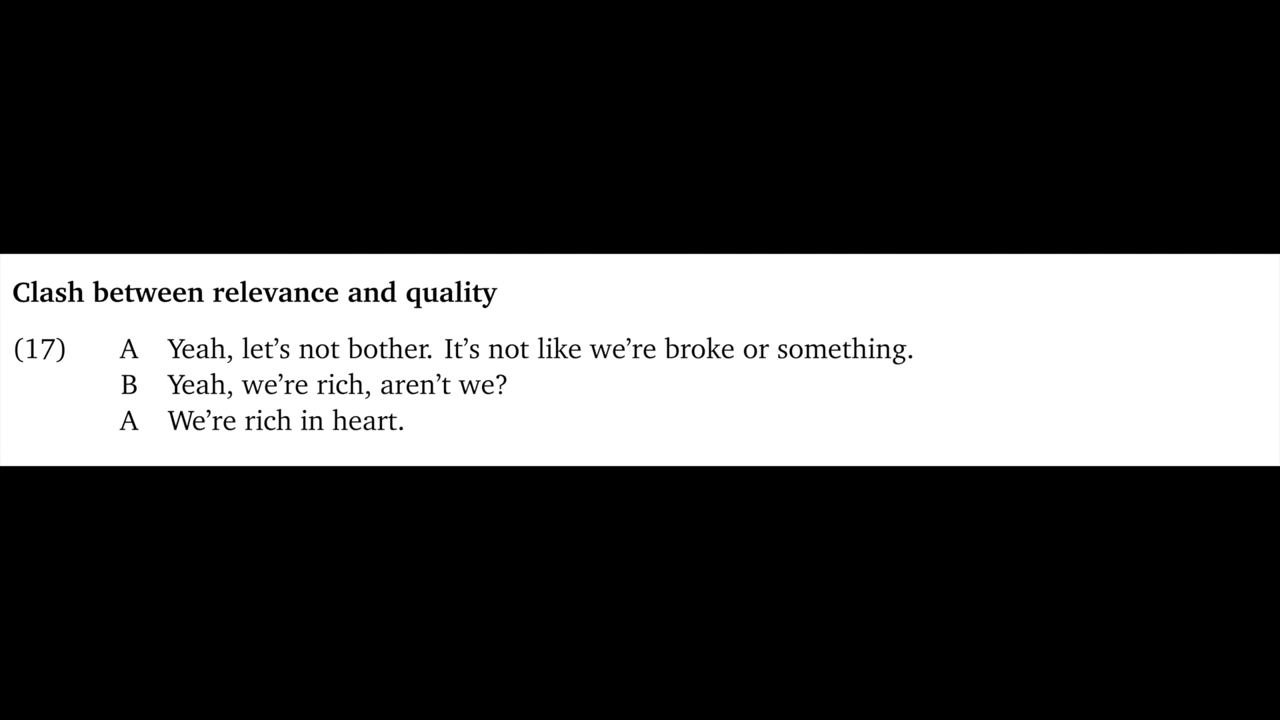 Clash between relevance and quality
(17) A Yeah, let’s not bother. It’s not like we’re broke or something.
B Yeah, we’re rich, aren’t we?
A We’re rich in heart.